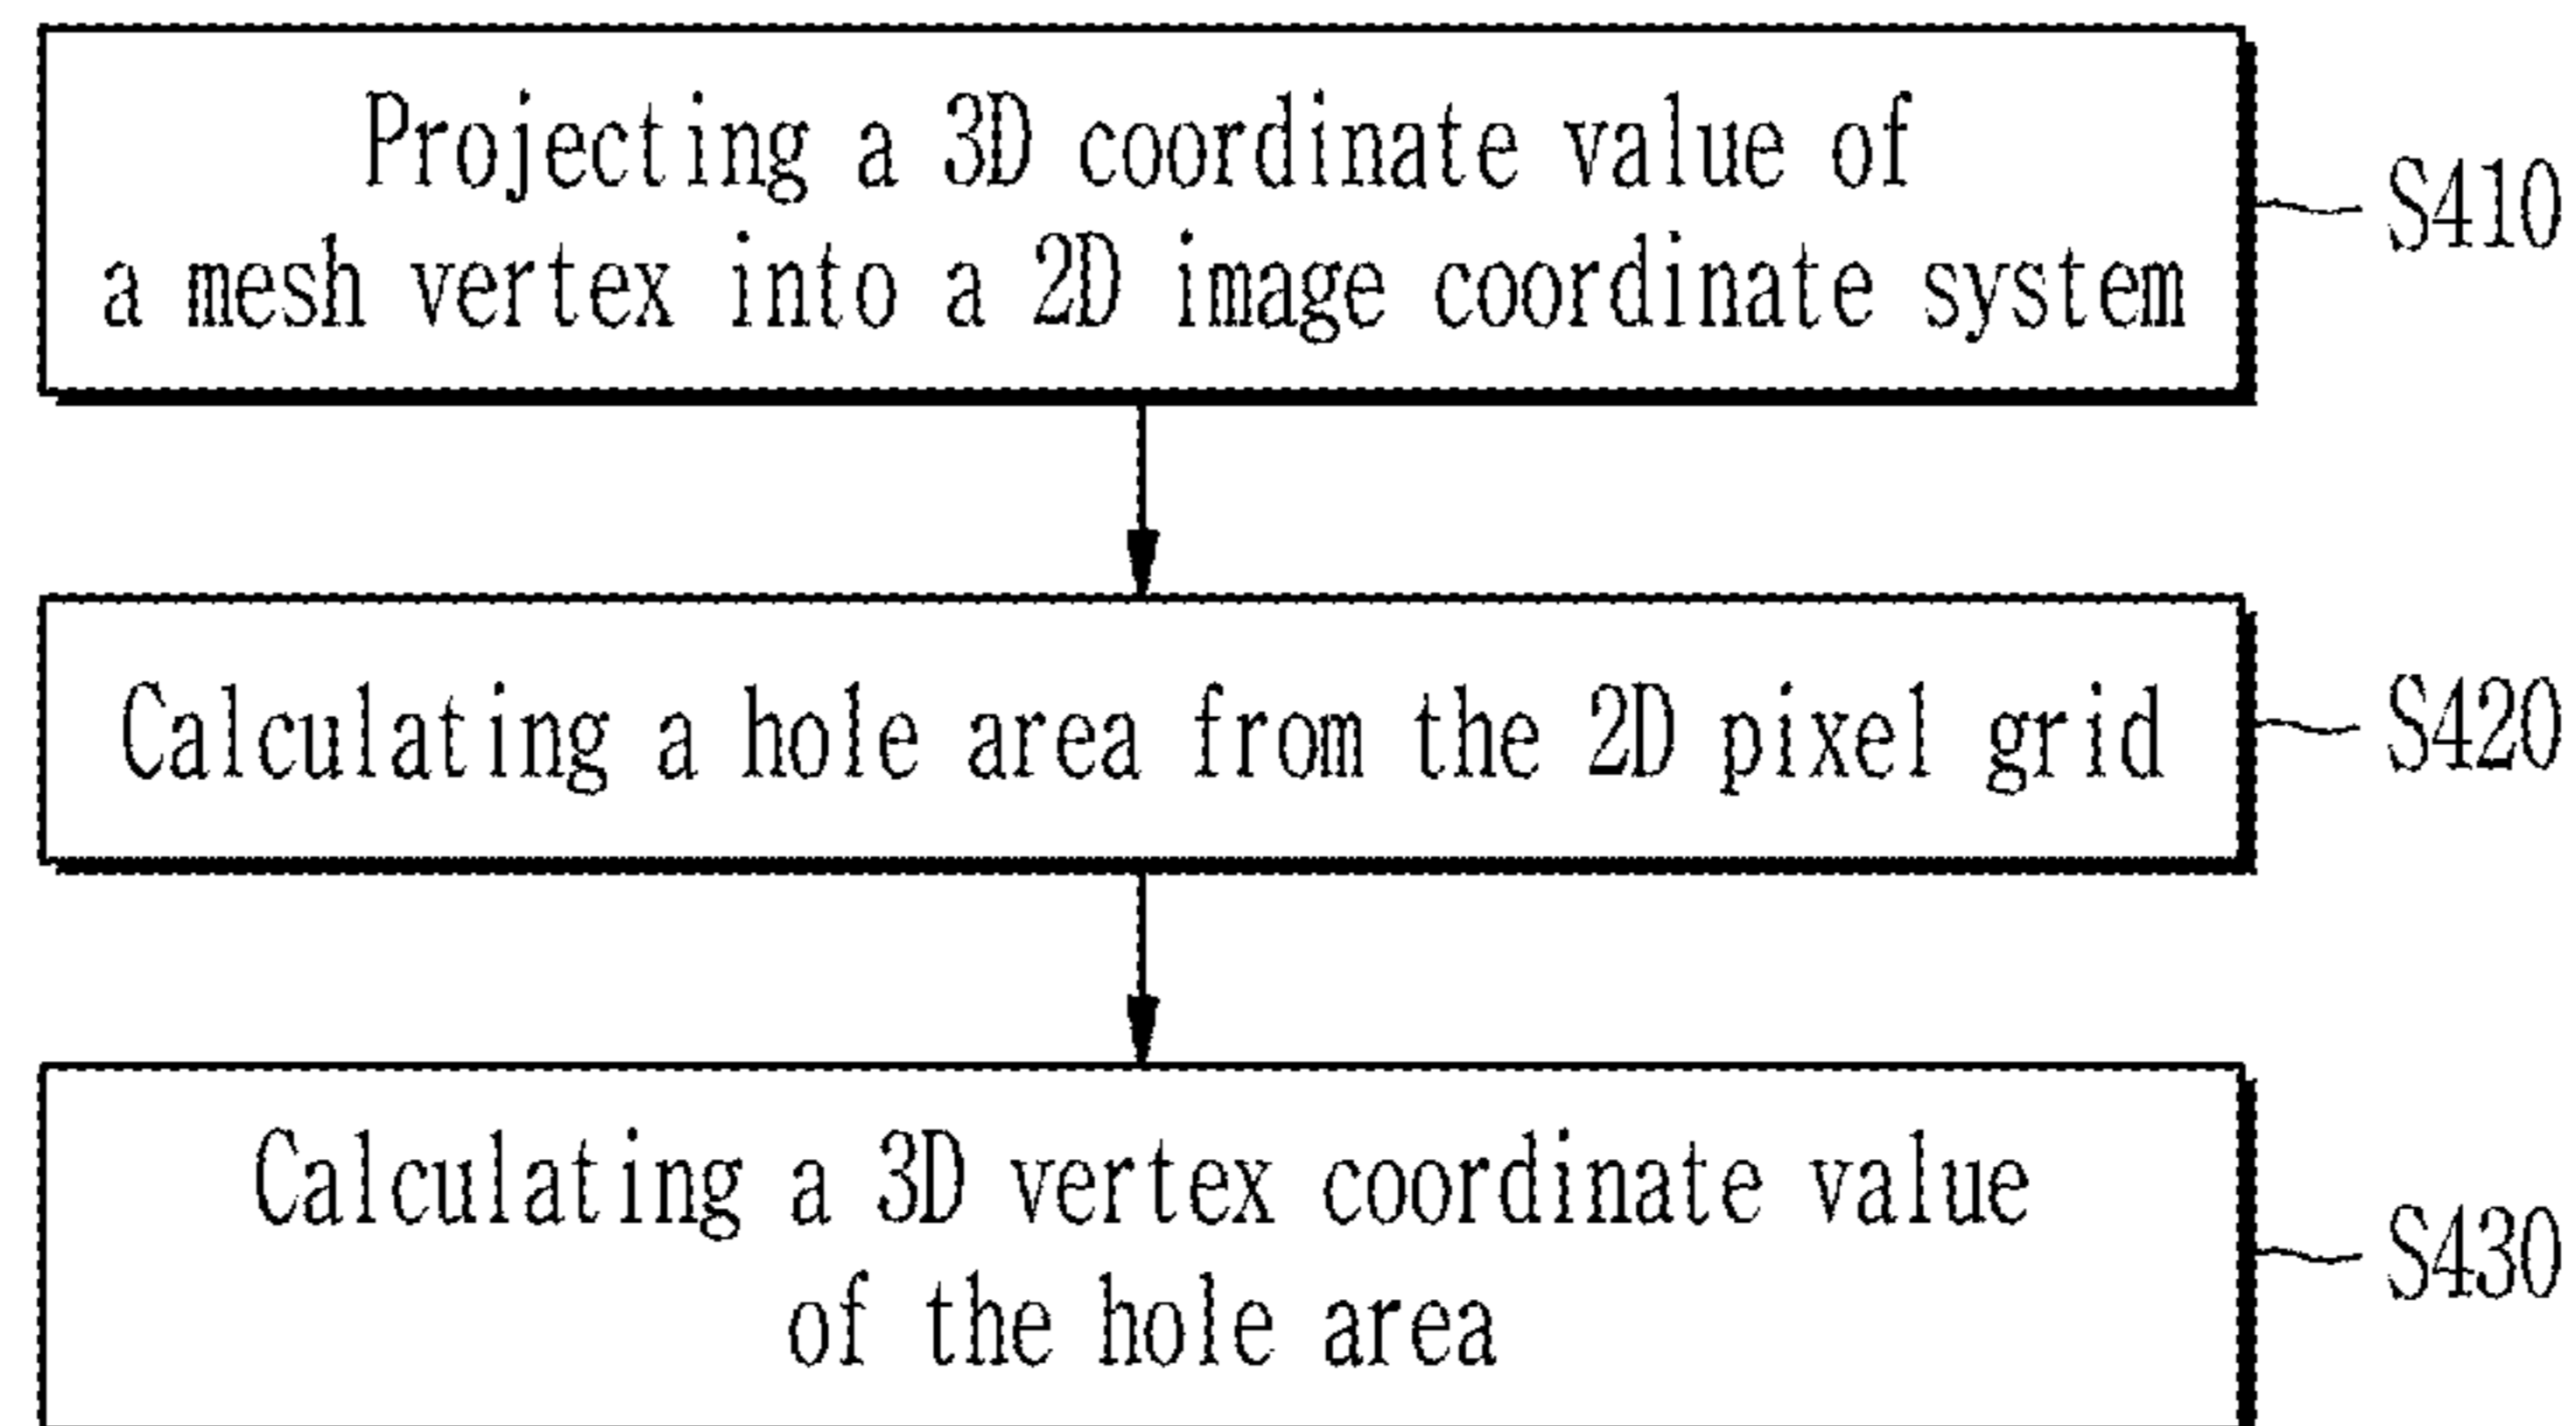 Projecting a 3D coordinate value of
a mesh vertex into a 2D image coordinate system
S410
Calculating a hole area from the 2D pixel grid
S420
Calculating a 3D vertex coordinate value
of the hole area
S430